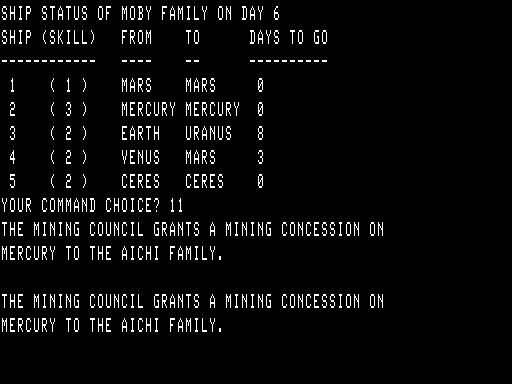 SHIP STATUS OF MOBY FAMILY ON DAY 6
SHIP (SKILL)   FROM    TO      DAYS TO GO
------------   ----    --      ----------
 1    ( 1 )    MARS    MARS     0
 2    ( 3 )    MERCURY MERCURY  0
 3    ( 2 )    EARTH   URANUS   8
 4    ( 2 )    VENUS   MARS     3
 5    ( 2 )    CERES   CERES    0
YOUR COMMAND CHOICE? 11
THE MINING COUNCIL GRANTS A MINING CONCESSION ON
MERCURY TO THE AICHI FAMILY.
THE MINING COUNCIL GRANTS A MINING CONCESSION ON
MERCURY TO THE AICHI FAMILY.